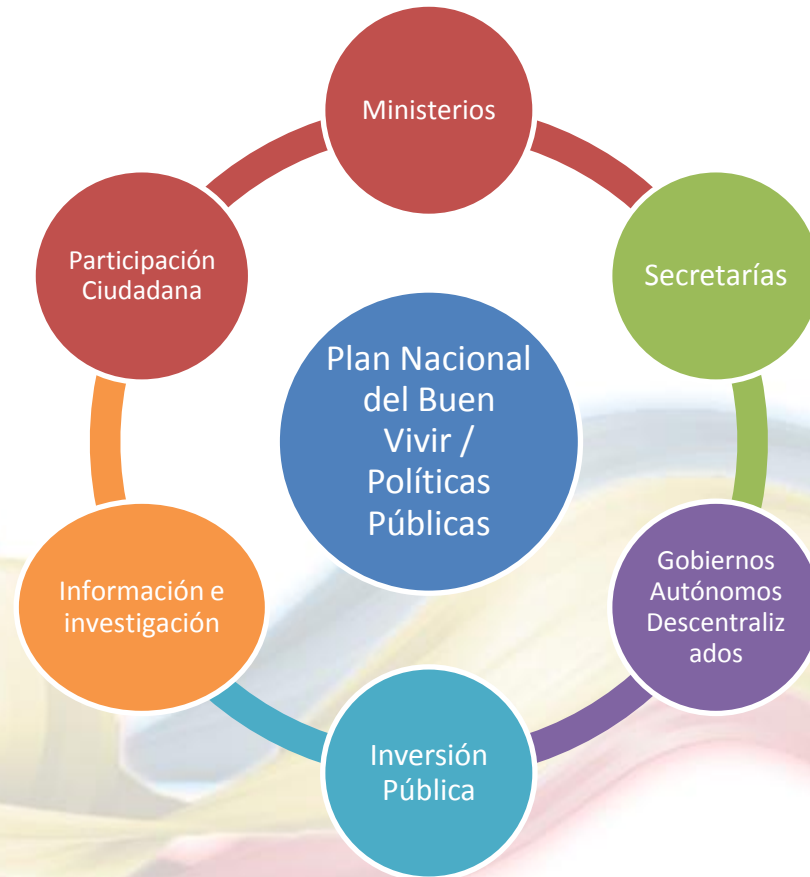 Ministerios
Secretarías
Gobiernos
Autónomos
Descentraliz
ados
Inversión
Pública
Información e
investigación
Participación
Ciudadana
Plan Nacional
del Buen
Vivir /
Políticas
Públicas